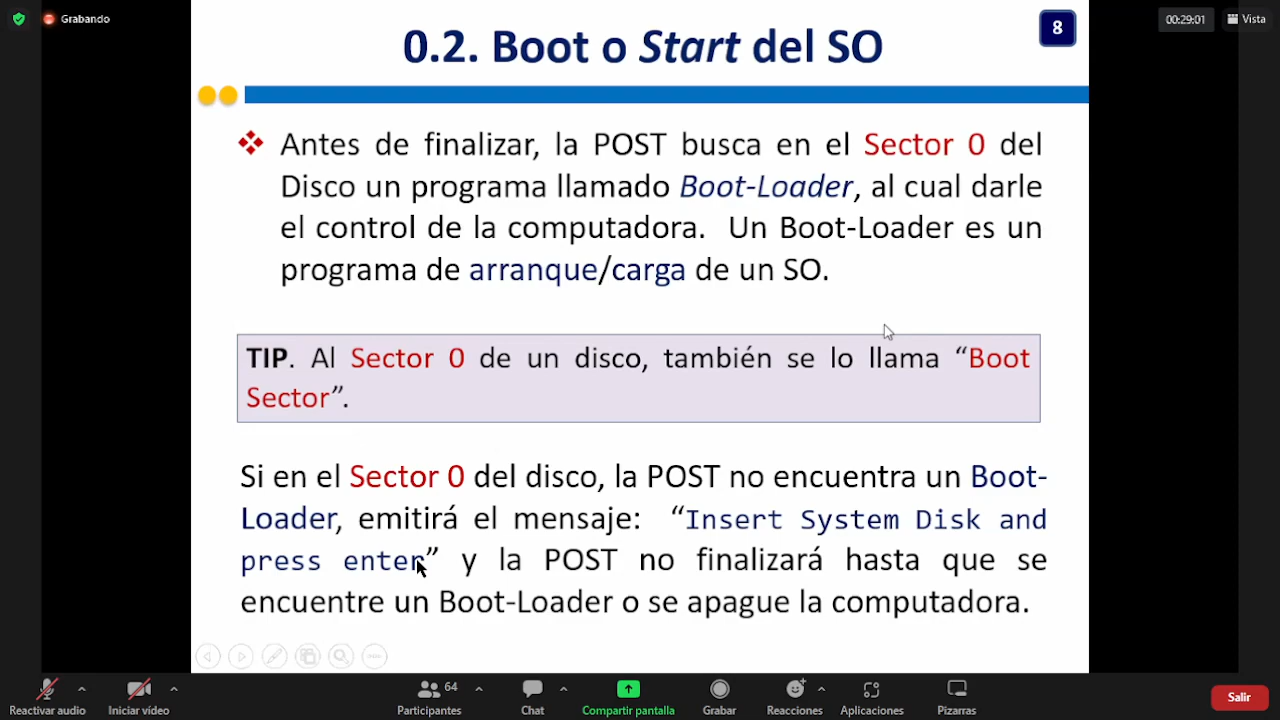 Grabando
00:29:01
Vista
0.2. Boot o Start del SO
8
Antes de finalizar, la POST busca en el Sector 0 del
Disco un programa llamado Boot-Loader, al cual darle
el control de la computadora. Un Boot-Loader es un
programa de arranque/carga de un SO.
TIP. Al Sector 0 de un disco, también se lo llama “Boot
Sector”.
Si en el Sector 0 del disco, la POST no encuentra un Boot-
Loader, emitirá el mensaje: “Insert System Disk and
press enter” y la POST no finalizará hasta que se
encuentre un Boot-Loader o se apague la computadora.
Reactivar audio
Iniciar vídeo
64
Participantes
Chat
Compartir pantalla
Grabar
Reacciones
Aplicaciones
Pizarras
Salir